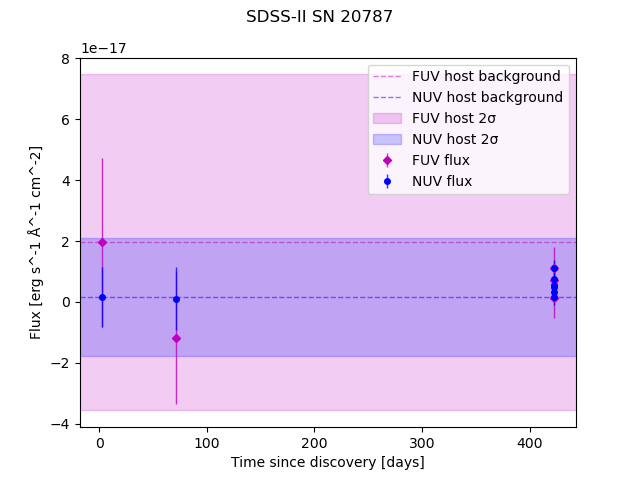 SDSS-II SN 20787
1e−17
8
6
4
2
0
−2
−4
Flux [erg s^-1 Å^-1 cm^-2]
FUV host background
NUV host background
FUV host 2σ
NUV host 2σ
FUV flux
NUV flux
0
100
200
300
400
Time since discovery [days]